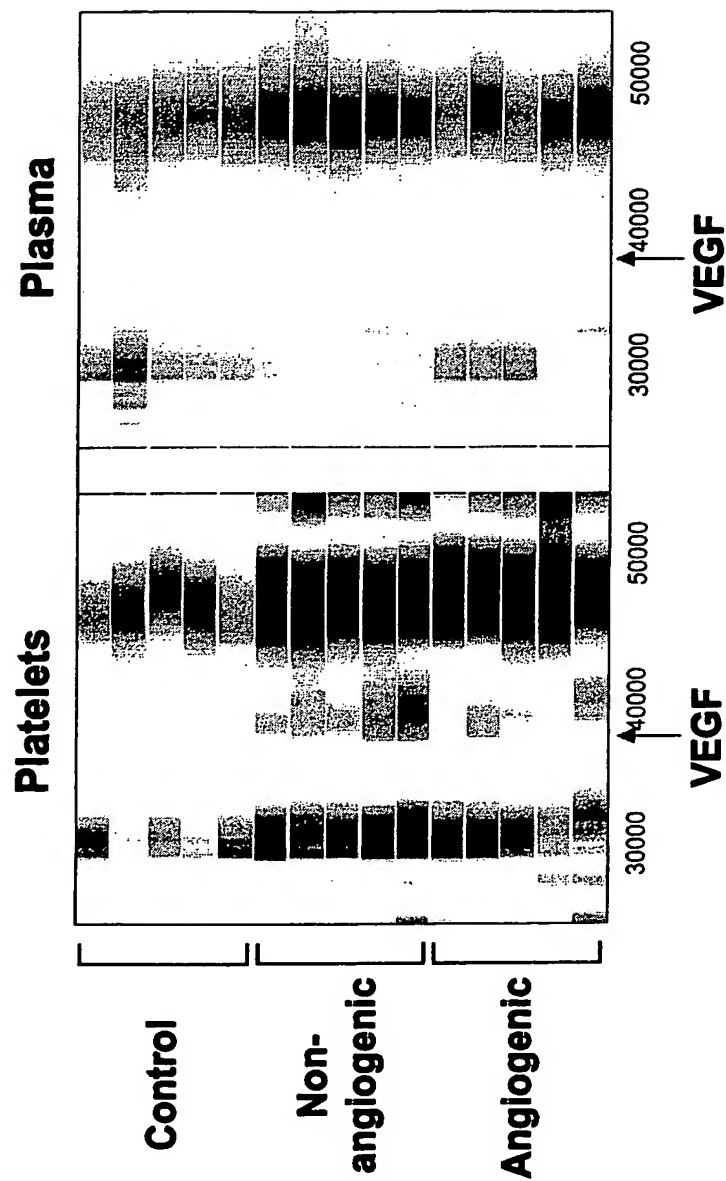 Platelets
Plasma
Control
Non-
angiogenic
Angiogenic
30000
40000
50000
30000
40000
50000
VEGF
VEGF